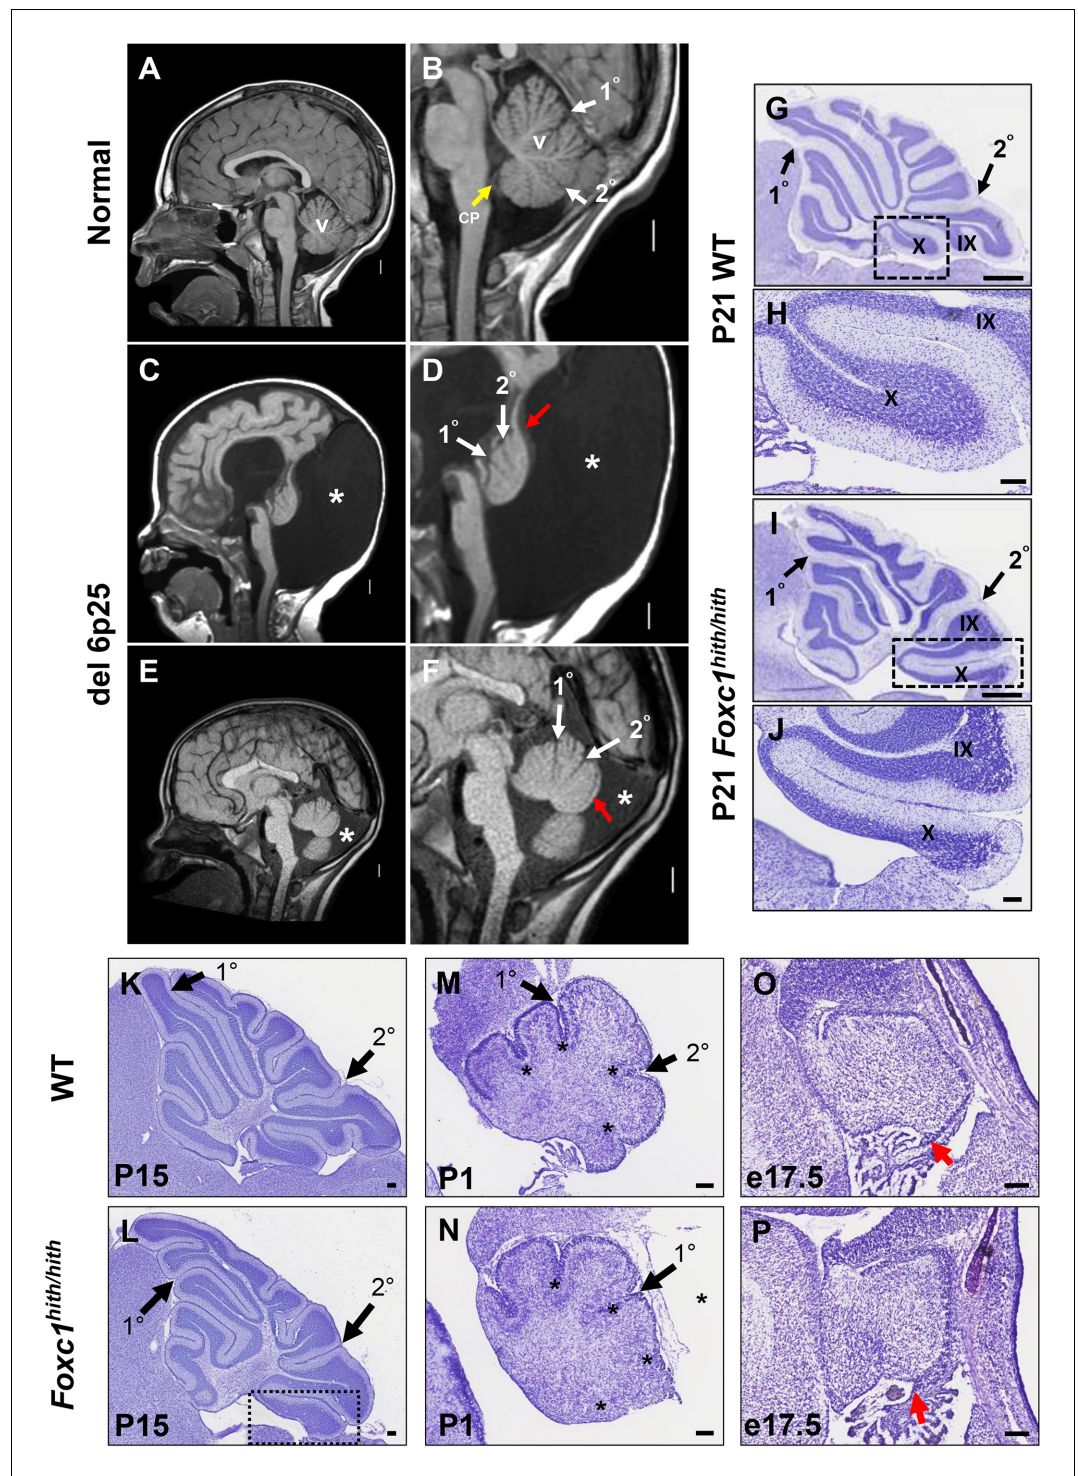 Normal
A
V
B
1°
V
2°
CP
del 6p25
C
*
D
2°
1°
*
E
*
F
1°
2°
*
P21 WT
G
1°
2°
X
IX
H
IX
X
P21 Foxc1hith/hith
I
1°
2°
IX
X
J
IX
X
WT
K
1°
2°
P15
M
1°
2°
*
*
*
*
P1
O
e17.5
Foxc1hith/hith
L
1°
2°
P15
N
1°
*
*
*
*
*
P1
P
e17.5